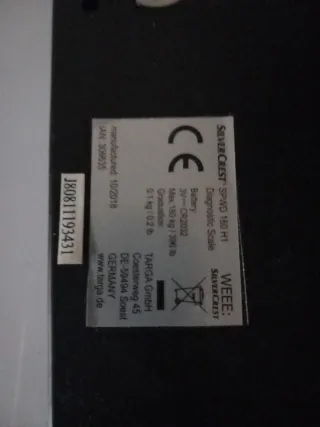 SILVERCREST SPWD 180 H1
Diagnostic Scale
Battery:
3V CR2032
Max. 180 kg / 396 lb
Graduation:
0.1 kg / 0.2 lb
manufactured: 10/2018
IAN: 309635
WEEE:
SILVERCREST
TARGA GmbH
Coesterweg 45
DE-59494 Soest
GERMANY
www.targa.de
J80811193431